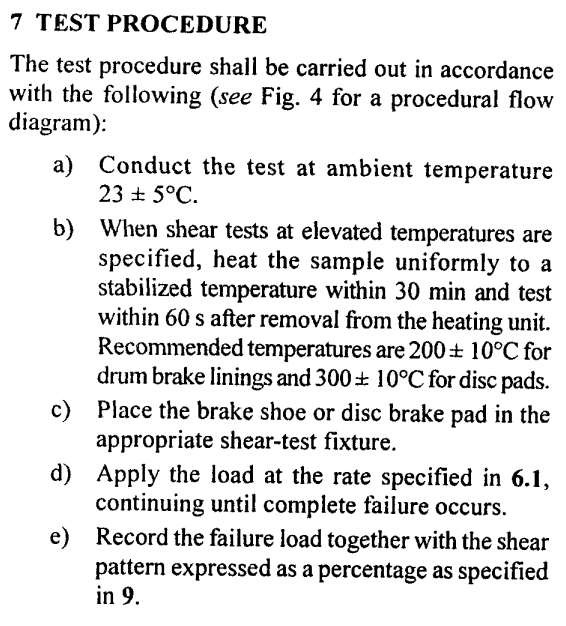 7 TEST PROCEDURE
The test procedure shall be carried out in accordance
with the following (see Fig. 4 for a procedural flow
diagram):
a) Conduct the test at ambient temperature
23 ± 5°C.
b) When shear tests at elevated temperatures are
specified, heat the sample uniformly to a
stabilized temperature within 30 min and test
within 60 s after removal from the heating unit.
Recommended temperatures are 200 ± 10°C for
drum brake linings and 300 ± 10°C for disc pads.
c) Place the brake shoe or disc brake pad in the
appropriate shear-test fixture.
d) Apply the load at the rate specified in 6.1,
continuing until complete failure occurs.
e) Record the failure load together with the shear
pattern expressed as a percentage as specified
in 9.